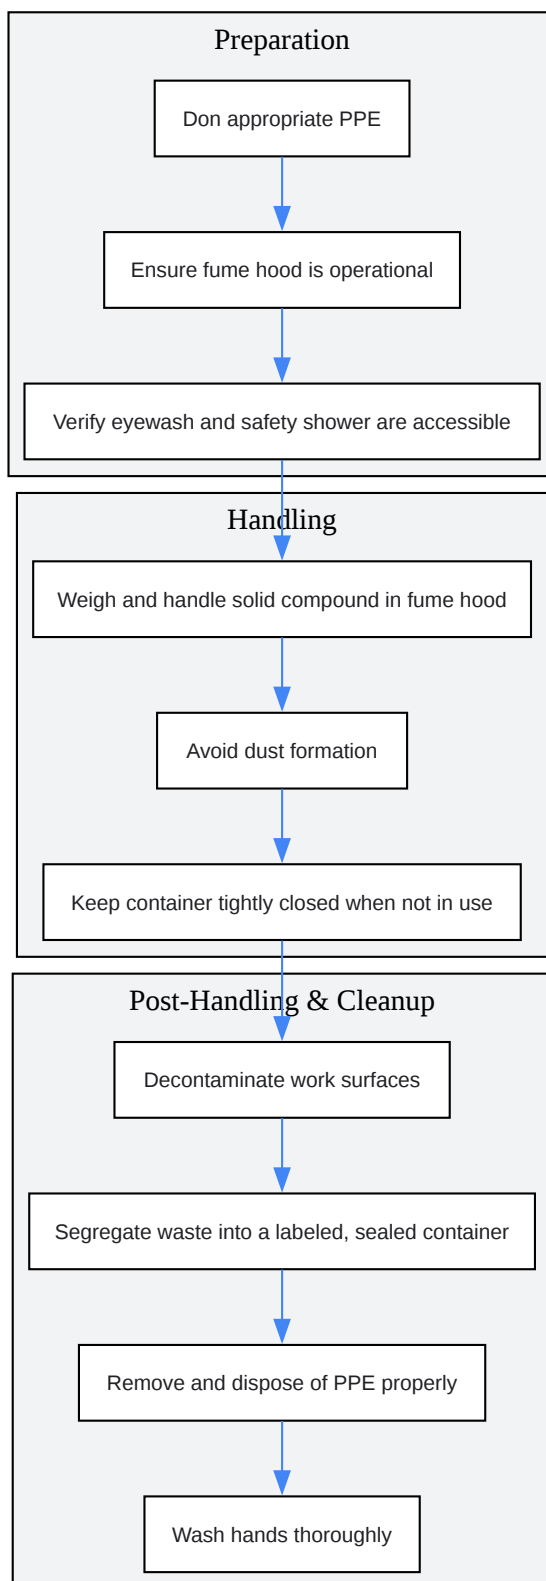 Preparation
Don appropriate PPE
Ensure fume hood is operational
Verify eyewash and safety shower are accessible
Handling
Weigh and handle solid compound in fume hood
Avoid dust formation
Keep container tightly closed when not in use
Post-Handling & Cleanup
Decontaminate work surfaces
Segregate waste into a labeled, sealed container
Remove and dispose of PPE properly
Wash hands thoroughly